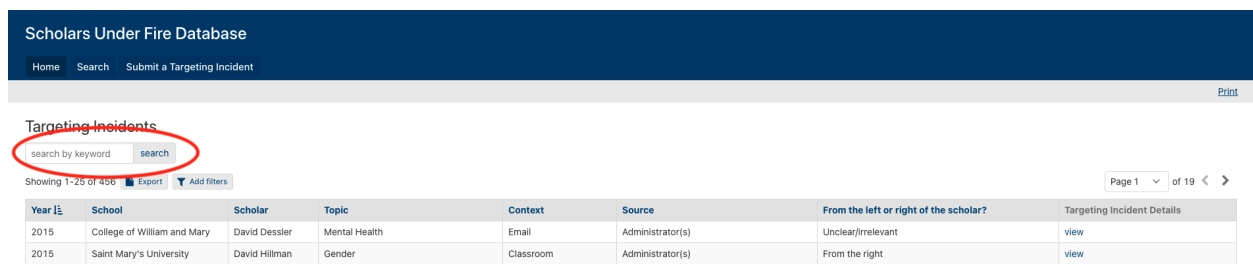 Scholars Under Fire Database
Home Search Submit a Targeting Incident
Print
Targeting Incidents
search by keyword search
Showing 1-25 of 456 Export Add filters Page 1 of 19
Year School Scholar Topic Context Source From the left or right of the scholar? Targeting Incident Details
2015 College of William and Mary David Dessler Mental Health Email Administrator(s) Unclear/irrelevant view
2015 Saint Mary's University David Hillman Gender Classroom Administrator(s) From the right view